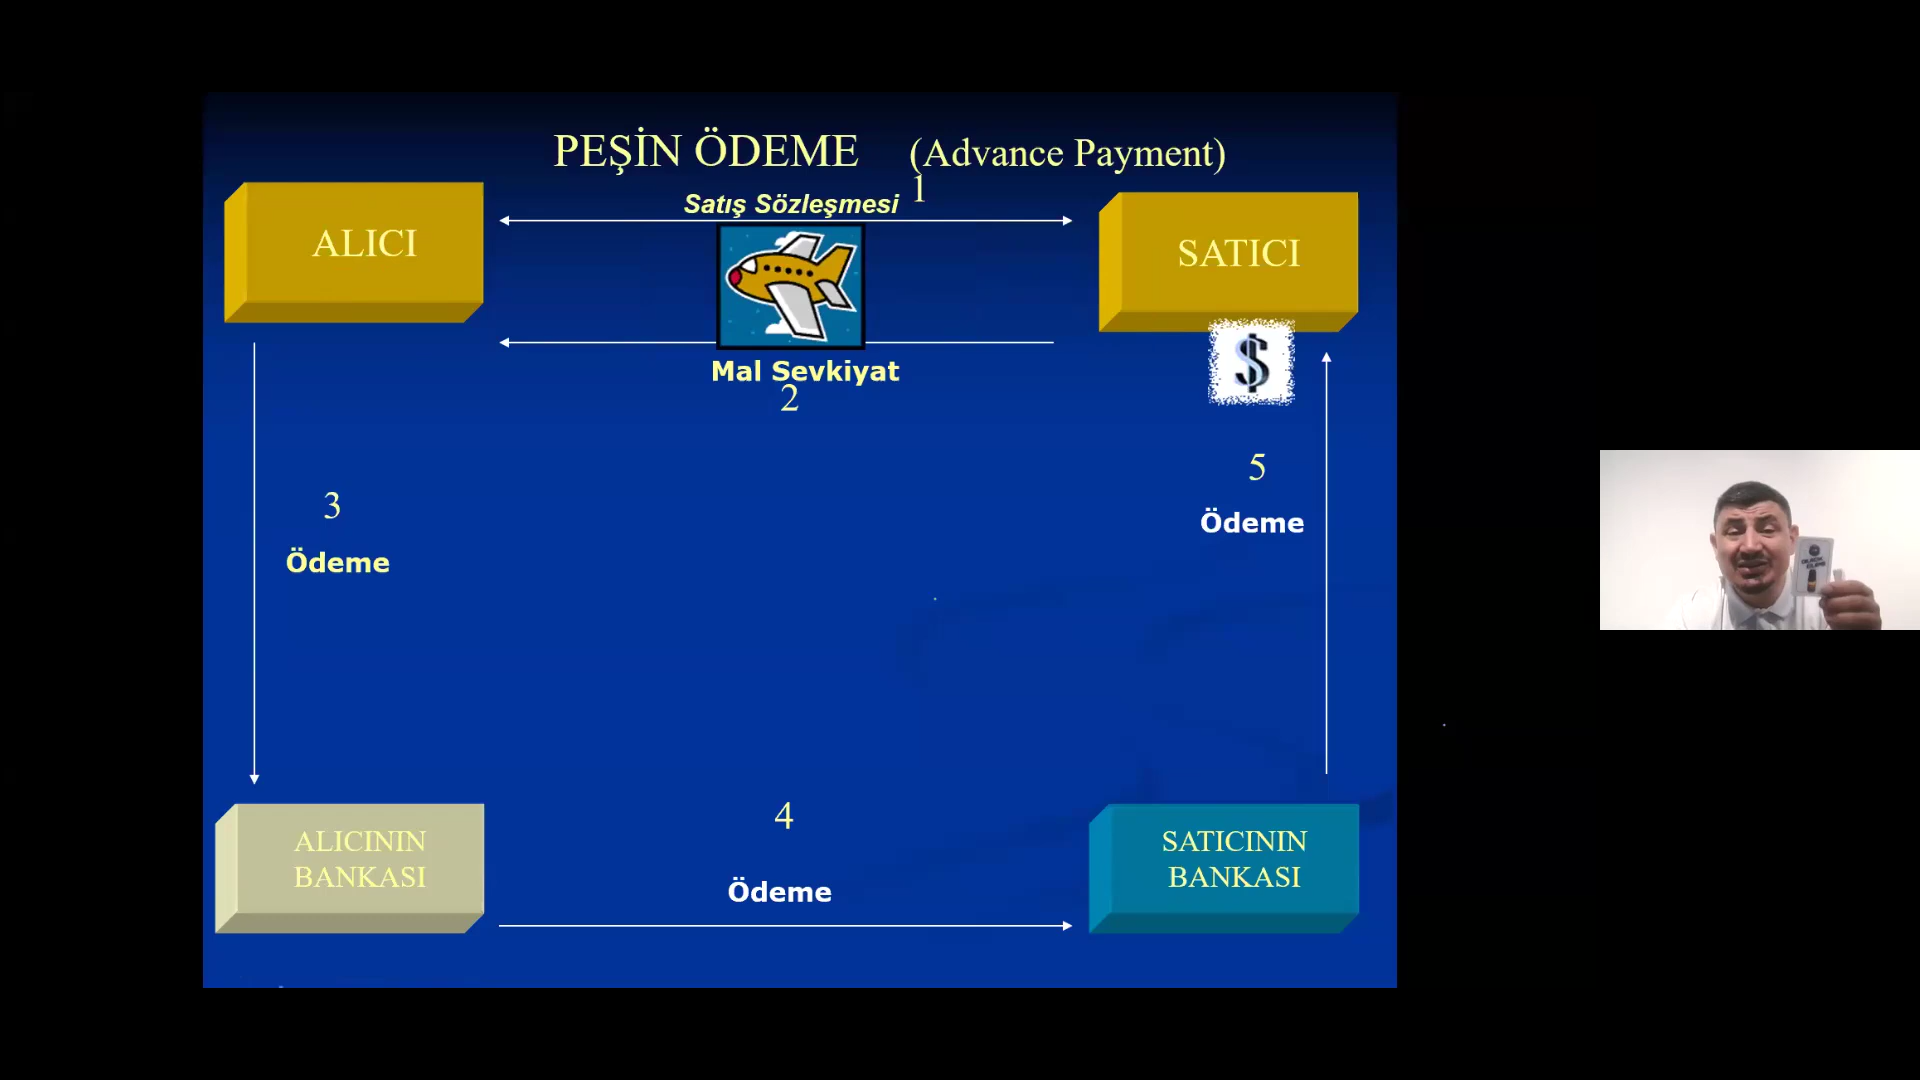 PEŞİN ÖDEME (Advance Payment)
Satış Sözleşmesi 1
ALICI
SATICI
$
Mal Sevkiyat
2
3
Ödeme
5
Ödeme
4
Ödeme
ALICININ
BANKASI
SATICININ
BANKASI